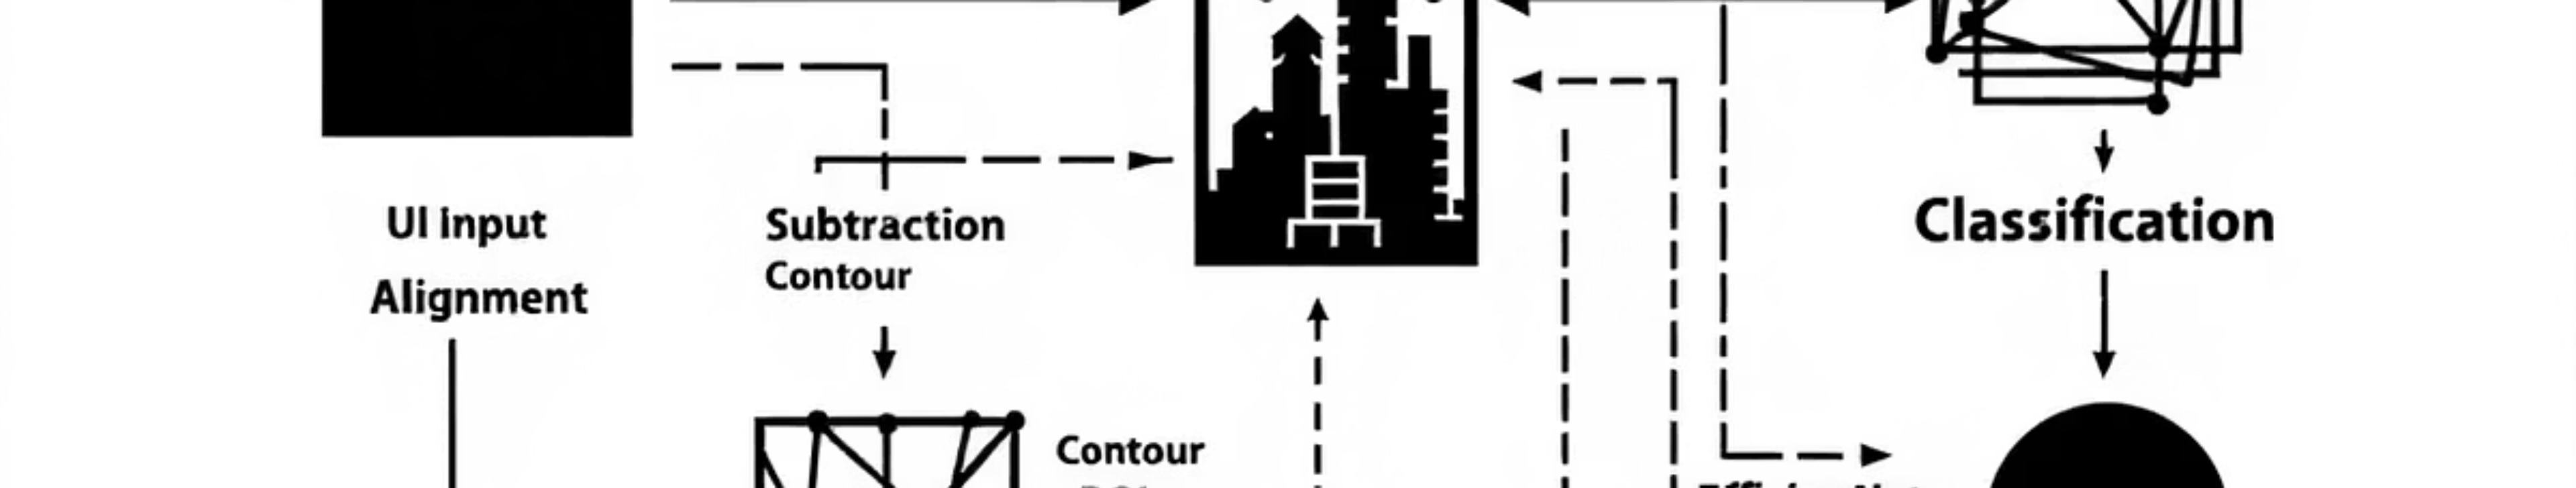 UI input
Alignment
Subtraction
Contour
Classification
Contour